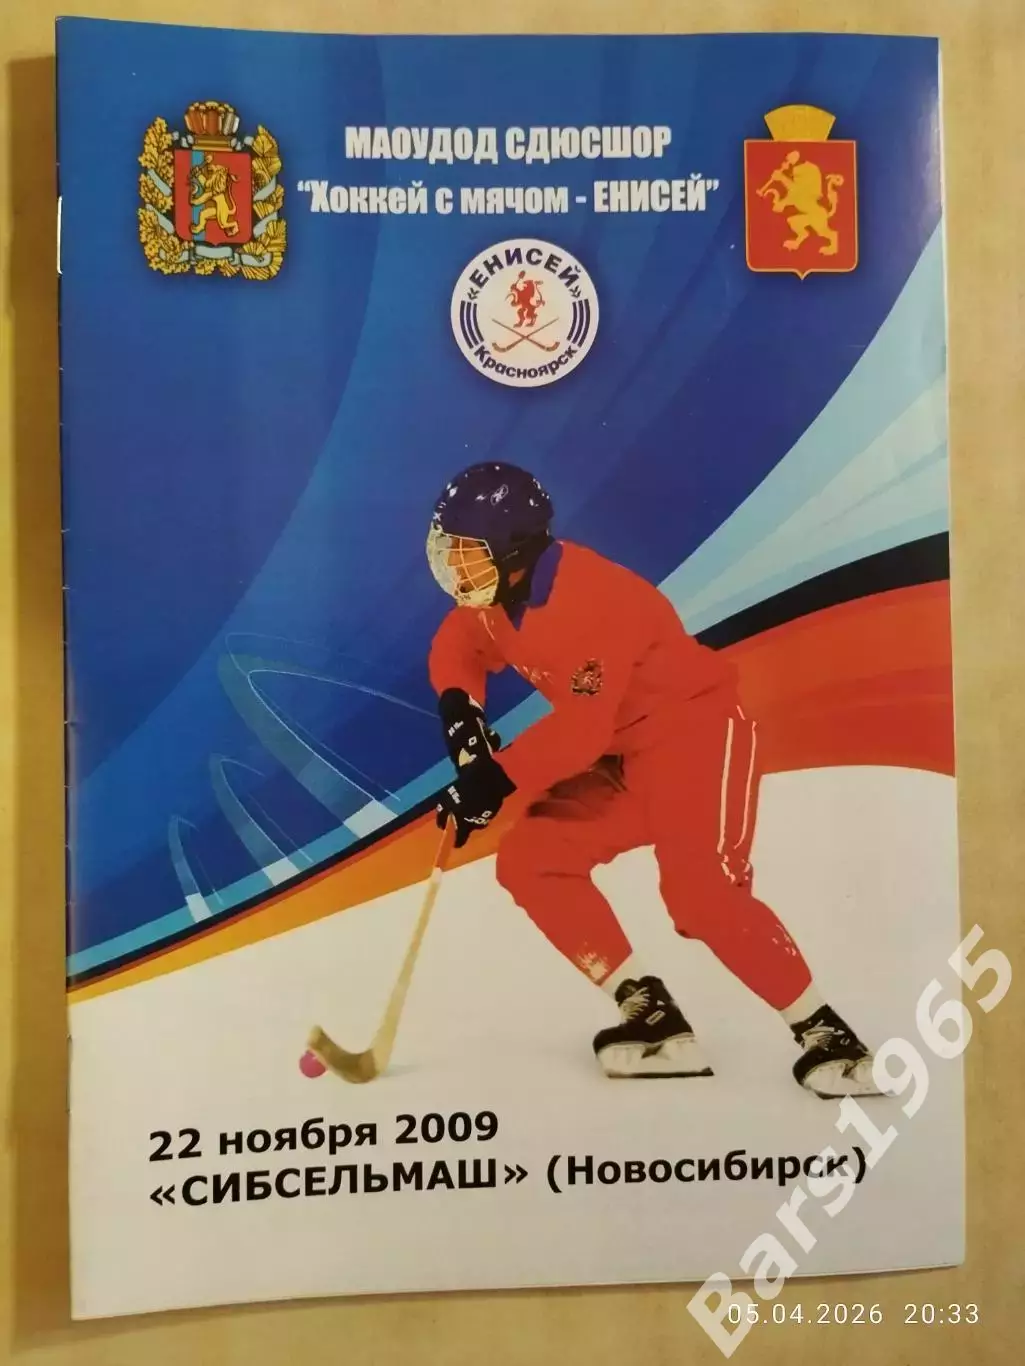 МАОУДОД СДЮСШОР
"Хоккей с мячом - ЕНИСЕЙ"
«ЕНИСЕЙ»
Красноярск
22 ноября 2009
«СИБСЕЛЬМАШ» (Новосибирск)
Bars1965
05.04.2026 20:33